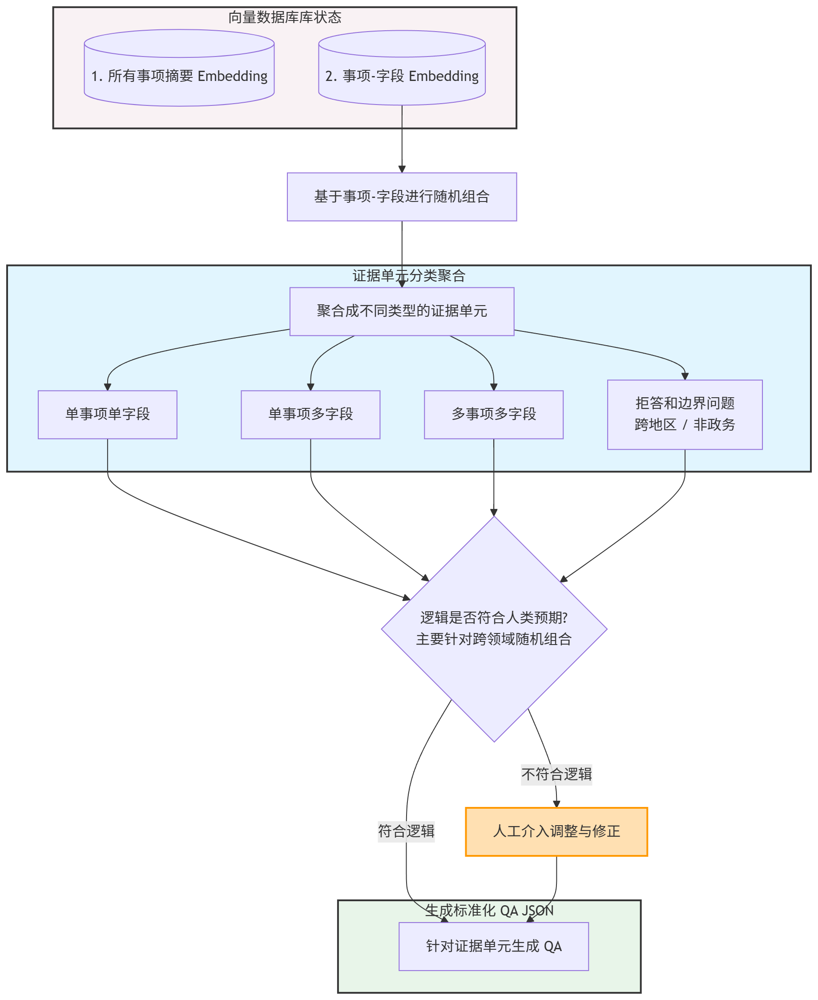 向量数据库库状态
1. 所有事项摘要 Embedding
2. 事项-字段 Embedding
基于事项-字段进行随机组合
证据单元分类聚合
聚合成不同类型的证据单元
单事项单字段
单事项多字段
多事项多字段
拒答和边界问题
跨地区 / 非政务
逻辑是否符合人类预期?
主要针对跨领域随机组合
不符合逻辑
符合逻辑
人工介入调整与修正
生成标准化 QA JSON
针对证据单元生成 QA